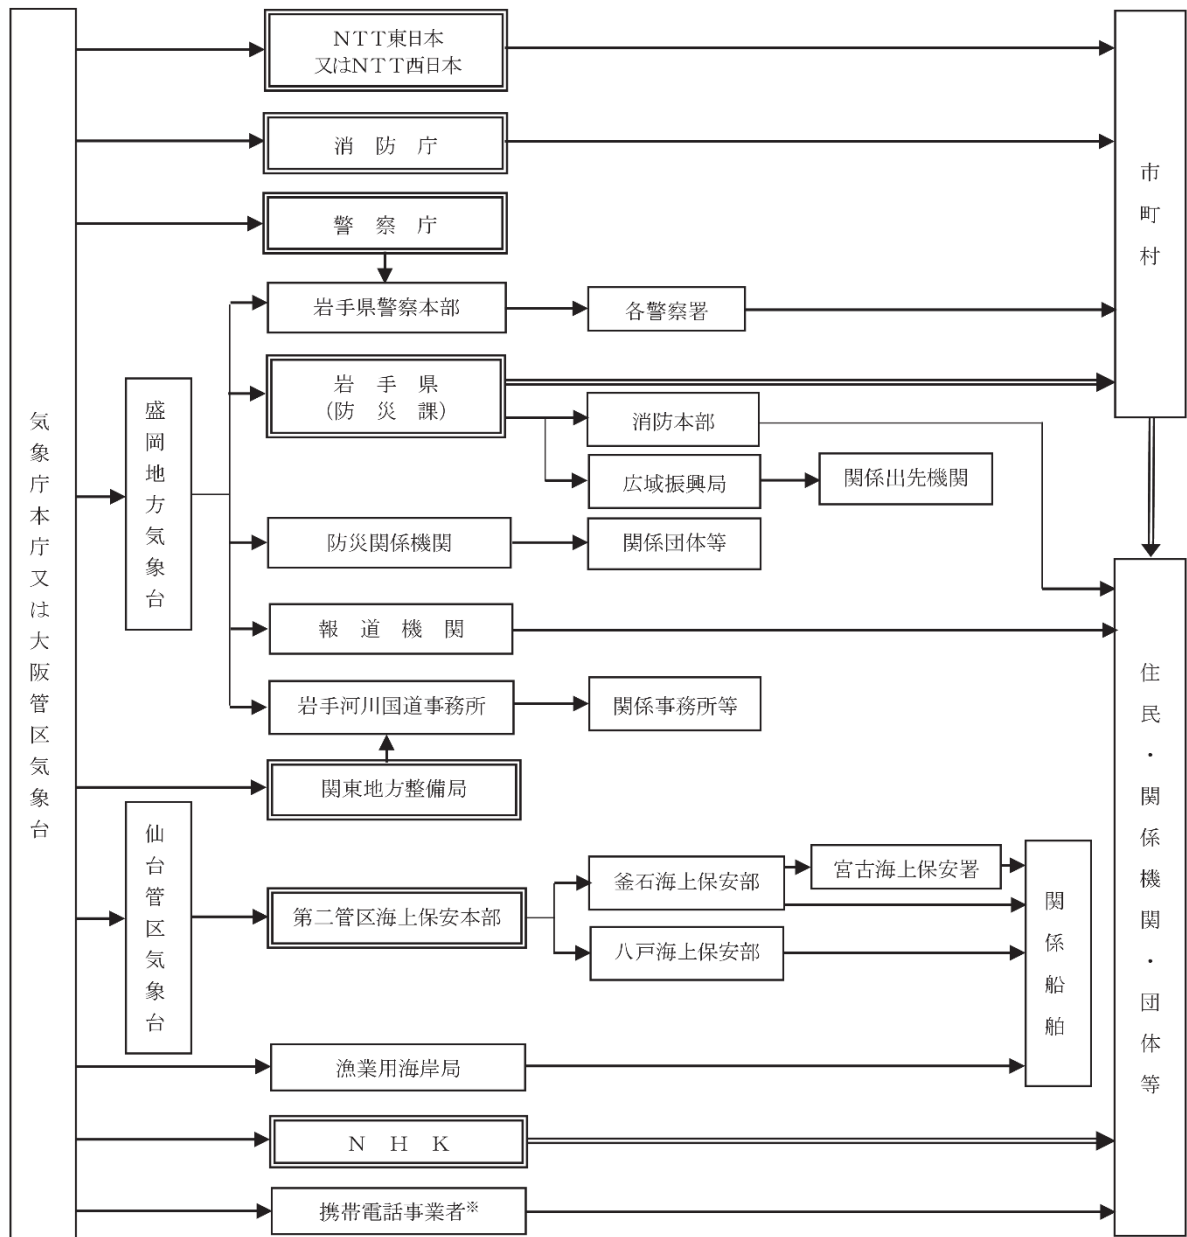 気象庁本庁又は大阪管区気象台
NTT東日本
又はNTT西日本
消防庁
警察庁
岩手県警察本部
各警察署
市町村
盛岡地方気象台
岩手県
(防災課)
消防本部
広域振興局
関係出先機関
防災関係機関
関係団体等
報道機関
岩手河川国道事務所
関係事務所等
関東地方整備局
仙台管区気象台
第二管区海上保安本部
釜石海上保安部
宮古海上保安署
八戸海上保安部
関係船舶
漁業用海岸局
NHK
携帯電話事業者※
住民・関係機関・団体等